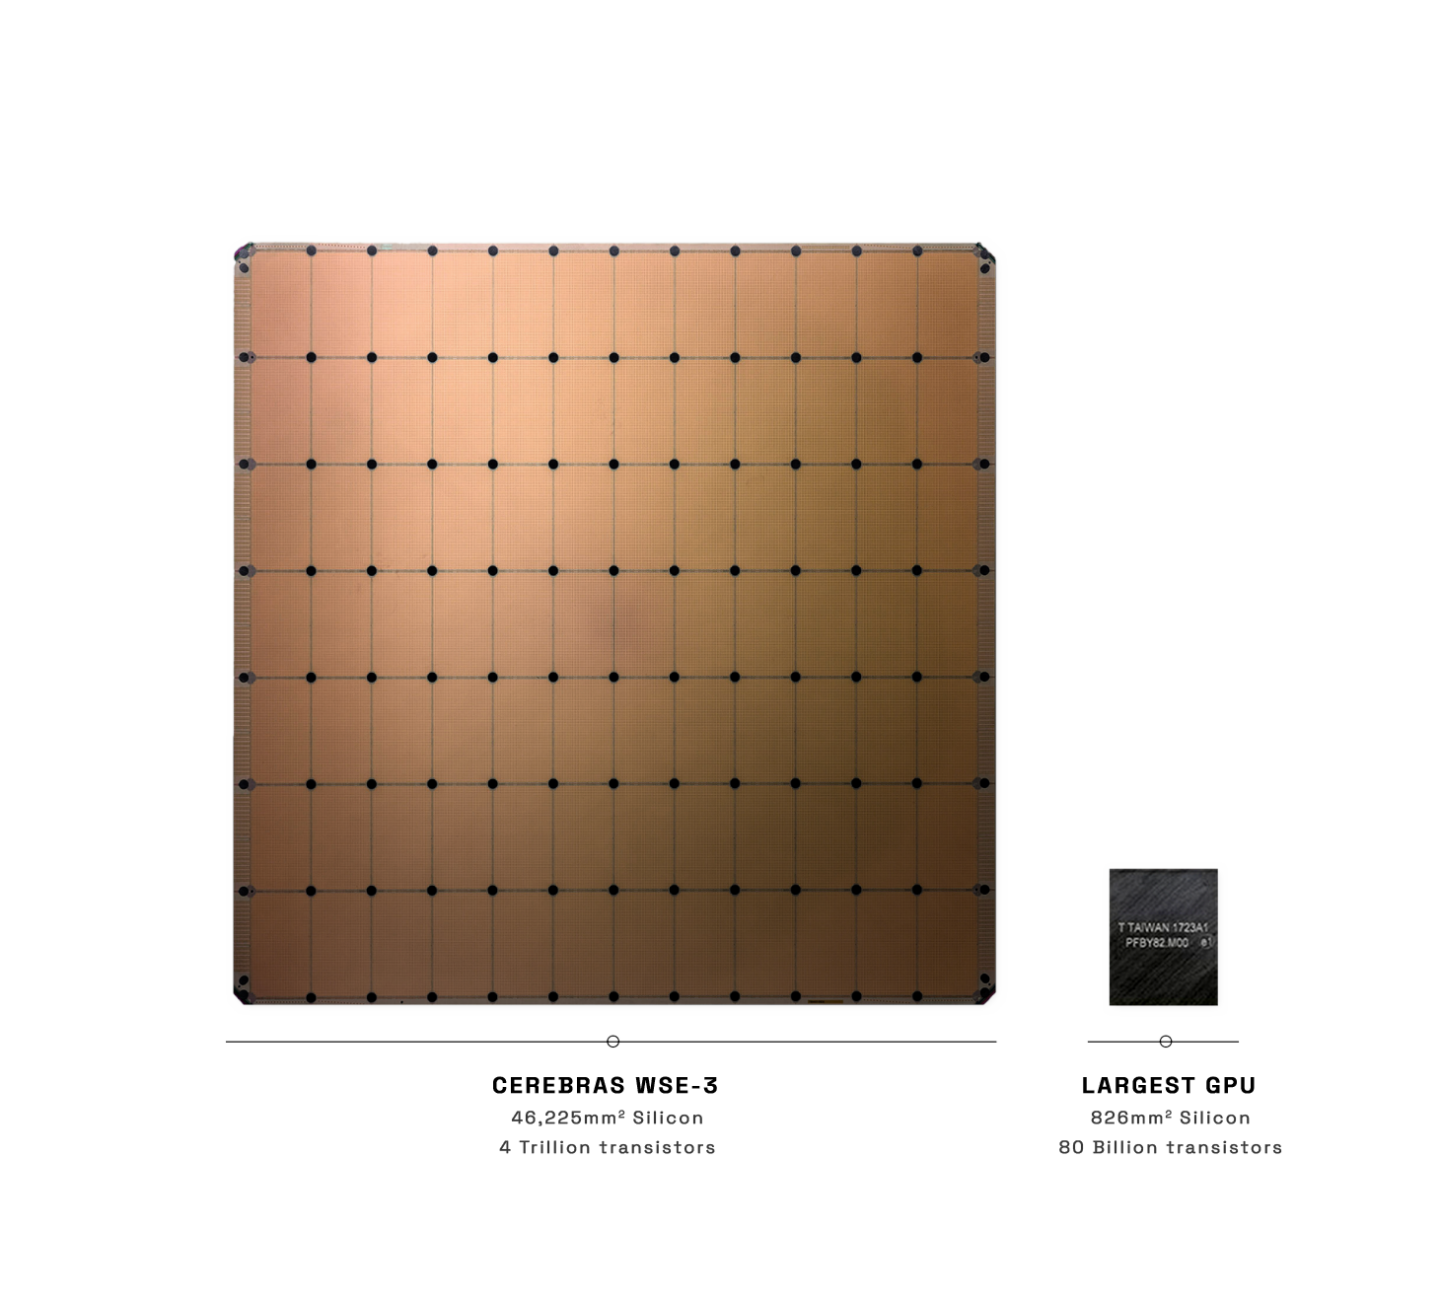 T TAIWAN 1723A1
PFBY82.M00 e1
CEREBRAS WSE-3
46,225mm² Silicon
4 Trillion transistors
LARGEST GPU
826mm² Silicon
80 Billion transistors